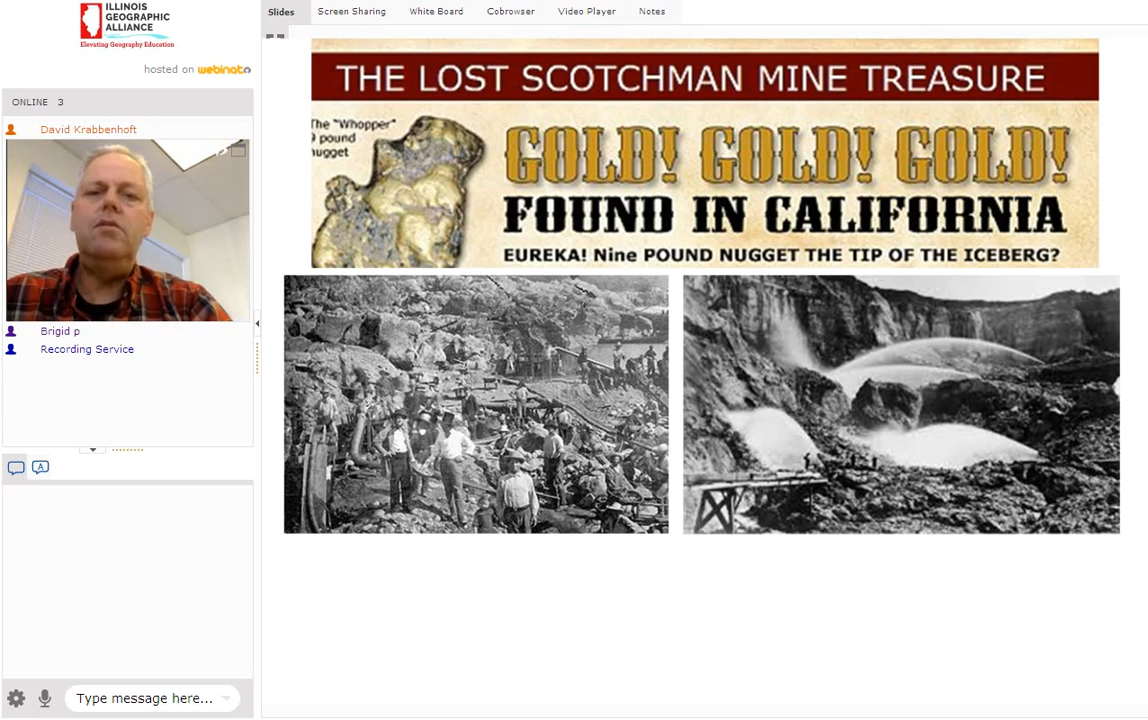 ILLINOIS
GEOGRAPHIC
ALLIANCE
Elevating Geography Education
hosted on webinato
ONLINE 3
David Krabbenhoft
Brigid p
Recording Service
Type message here...
Slides
Screen Sharing
White Board
Cobrowser
Video Player
Notes
THE LOST SCOTCHMAN MINE TREASURE
The "Whopper"
9 pound
nugget
GOLD! GOLD! GOLD!
FOUND IN CALIFORNIA
EUREKA! Nine POUND NUGGET THE TIP OF THE ICEBERG?